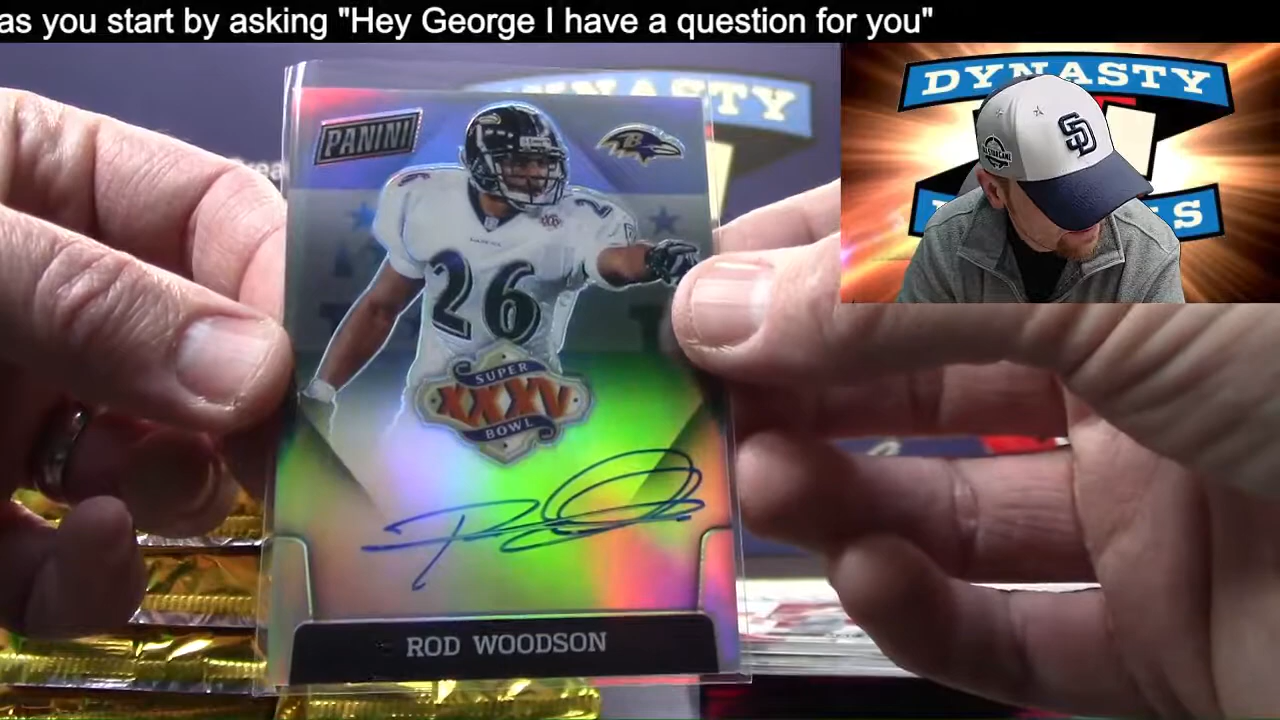 as you start by asking "Hey George I have a question for you"
DYNASTY
PANINI
26
SUPER
XXXV
BOWL
ROD WOODSON
DYNASTY
S
SD